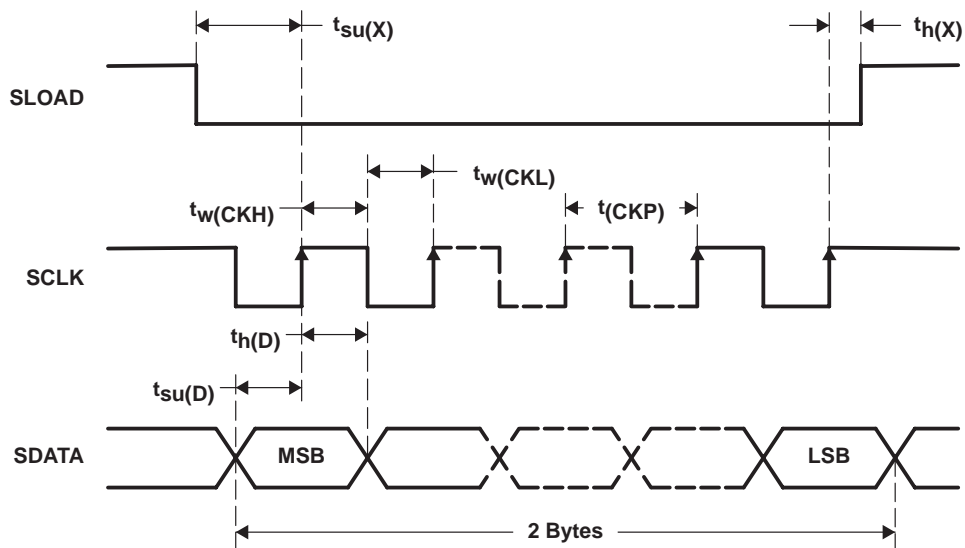 tsu(X)
th(X)
SLOAD
tw(CKL)
tw(CKH)
t(CKP)
SCLK
th(D)
tsu(D)
SDATA
MSB
LSB
2 Bytes